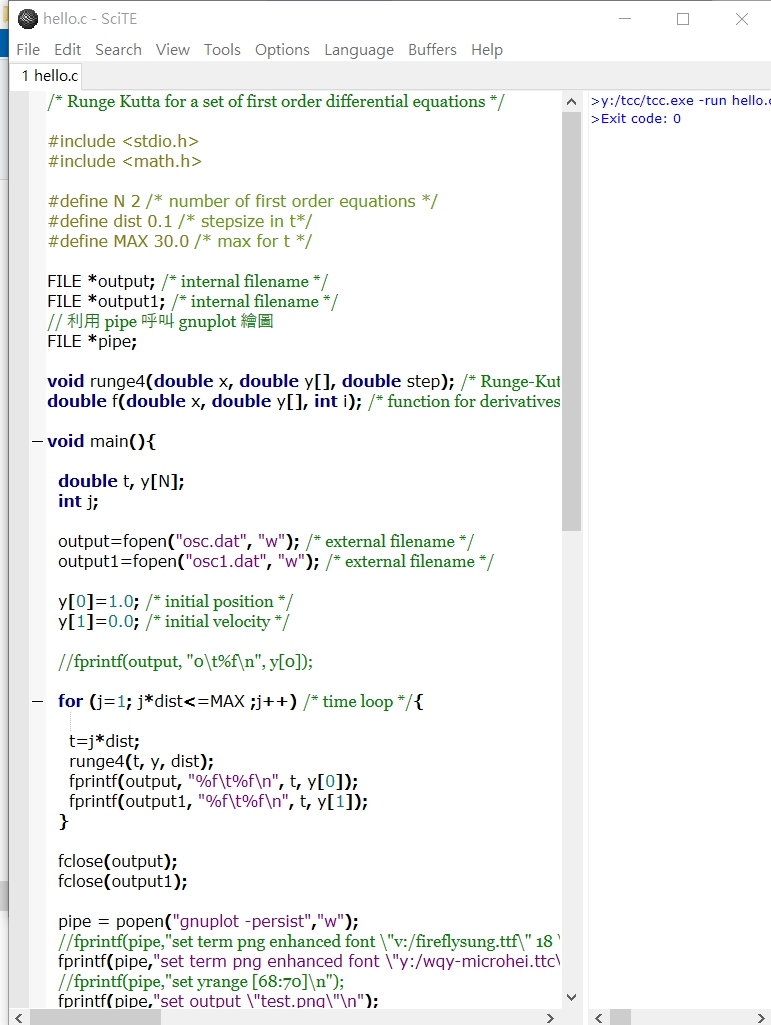 hello.c - SciTE
File Edit Search View Tools Options Language Buffers Help
1 hello.c
/* Runge Kutta for a set of first order differential equations */
#include <stdio.h>
#include <math.h>
#define N 2 /* number of first order equations */
#define dist 0.1 /* stepsize in t*/
#define MAX 30.0 /* max for t */
FILE *output; /* internal filename */
FILE *output1; /* internal filename */
// 利用 pipe 呼叫 gnuplot 繪圖
FILE *pipe;
void runge4(double x, double y[], double step); /* Runge-Kut
double f(double x, double y[], int i); /* function for derivatives
void main(){
double t, y[N];
int j;
output=fopen("osc.dat", "w"); /* external filename */
output1=fopen("osc1.dat", "w"); /* external filename */
y[0]=1.0; /* initial position */
y[1]=0.0; /* initial velocity */
//fprintf(output, "0\t%f\n", y[0]);
for (j=1; j*dist<=MAX ;j++) /* time loop */{
t=j*dist;
runge4(t, y, dist);
fprintf(output, "%f\t%f\n", t, y[0]);
fprintf(output1, "%f\t%f\n", t, y[1]);
}
fclose(output);
fclose(output1);
pipe = popen("gnuplot -persist","w");
//fprintf(pipe,"set term png enhanced font \"v:/fireflysung.ttf\" 18 \
fprintf(pipe,"set term png enhanced font \"y:/wqy-microhei.ttc\
//fprintf(pipe,"set yrange [68:70]\n");
fprintf(pipe,"set output \"test.png\"\n");
>y:/tcc/tcc.exe -run hello.c
>Exit code: 0